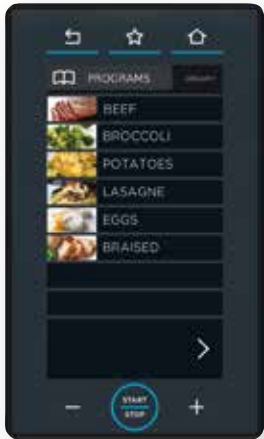 PROGRAMS
BEEF
BROCCOLI
POTATOES
LASAGNE
EGGS
BRAISED
START
STOP